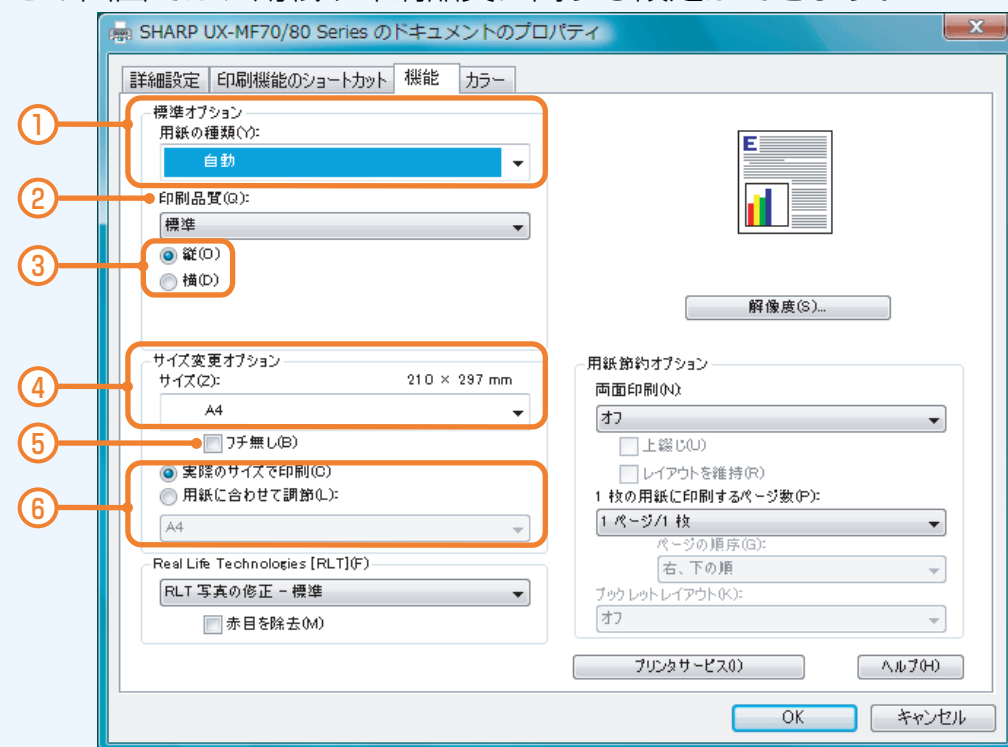 SHARP UX-MF70/80 Series のドキュメントのプロパティ
詳細設定 印刷機能のショートカット 機能 カラー
① 標準オプション
用紙の種類(Y):
自動
② 印刷品質(Q):
標準
③ 縦(O)
横(D)
E
解像度(S)...
④ サイズ変更オプション
サイズ(Z): 210 × 297 mm
A4
⑤ フチ無し(B)
⑥ 実際のサイズで印刷(C)
用紙に合わせて調節(L):
A4
Real Life Technologies [RLT](F)
RLT 写真の修正 - 標準
赤目を除去(M)
用紙節約オプション
両面印刷(N):
オフ
上綴じ(U)
レイアウトを維持(R)
1 枚の用紙に印刷するページ数(P):
1 ページ/1 枚
ページの順序(G):
右、下の順
ブックレットレイアウト(K):
オフ
プリンタサービス(I) ヘルプ(H)
OK キャンセル